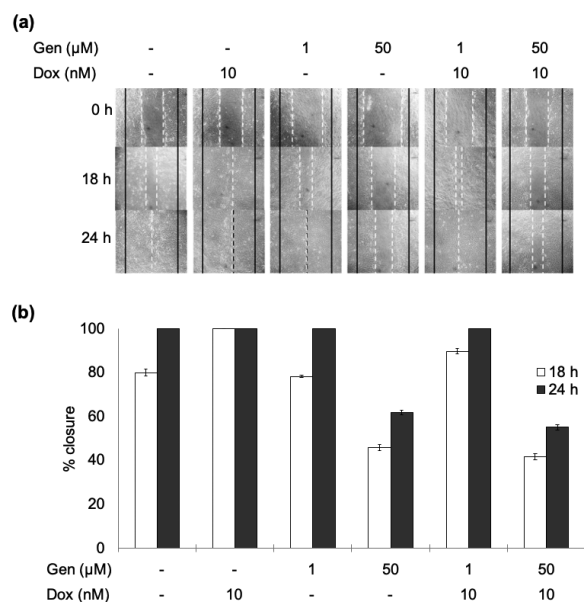 (a)
Gen (µM) - - 1 50 1 50
Dox (nM) - 10 - - 10 10
0 h
18 h
24 h
(b)
100
80
60
40
20
0
% closure
18 h
24 h
Gen (µM) - - 1 50 1 50
Dox (nM) - 10 - - 10 10